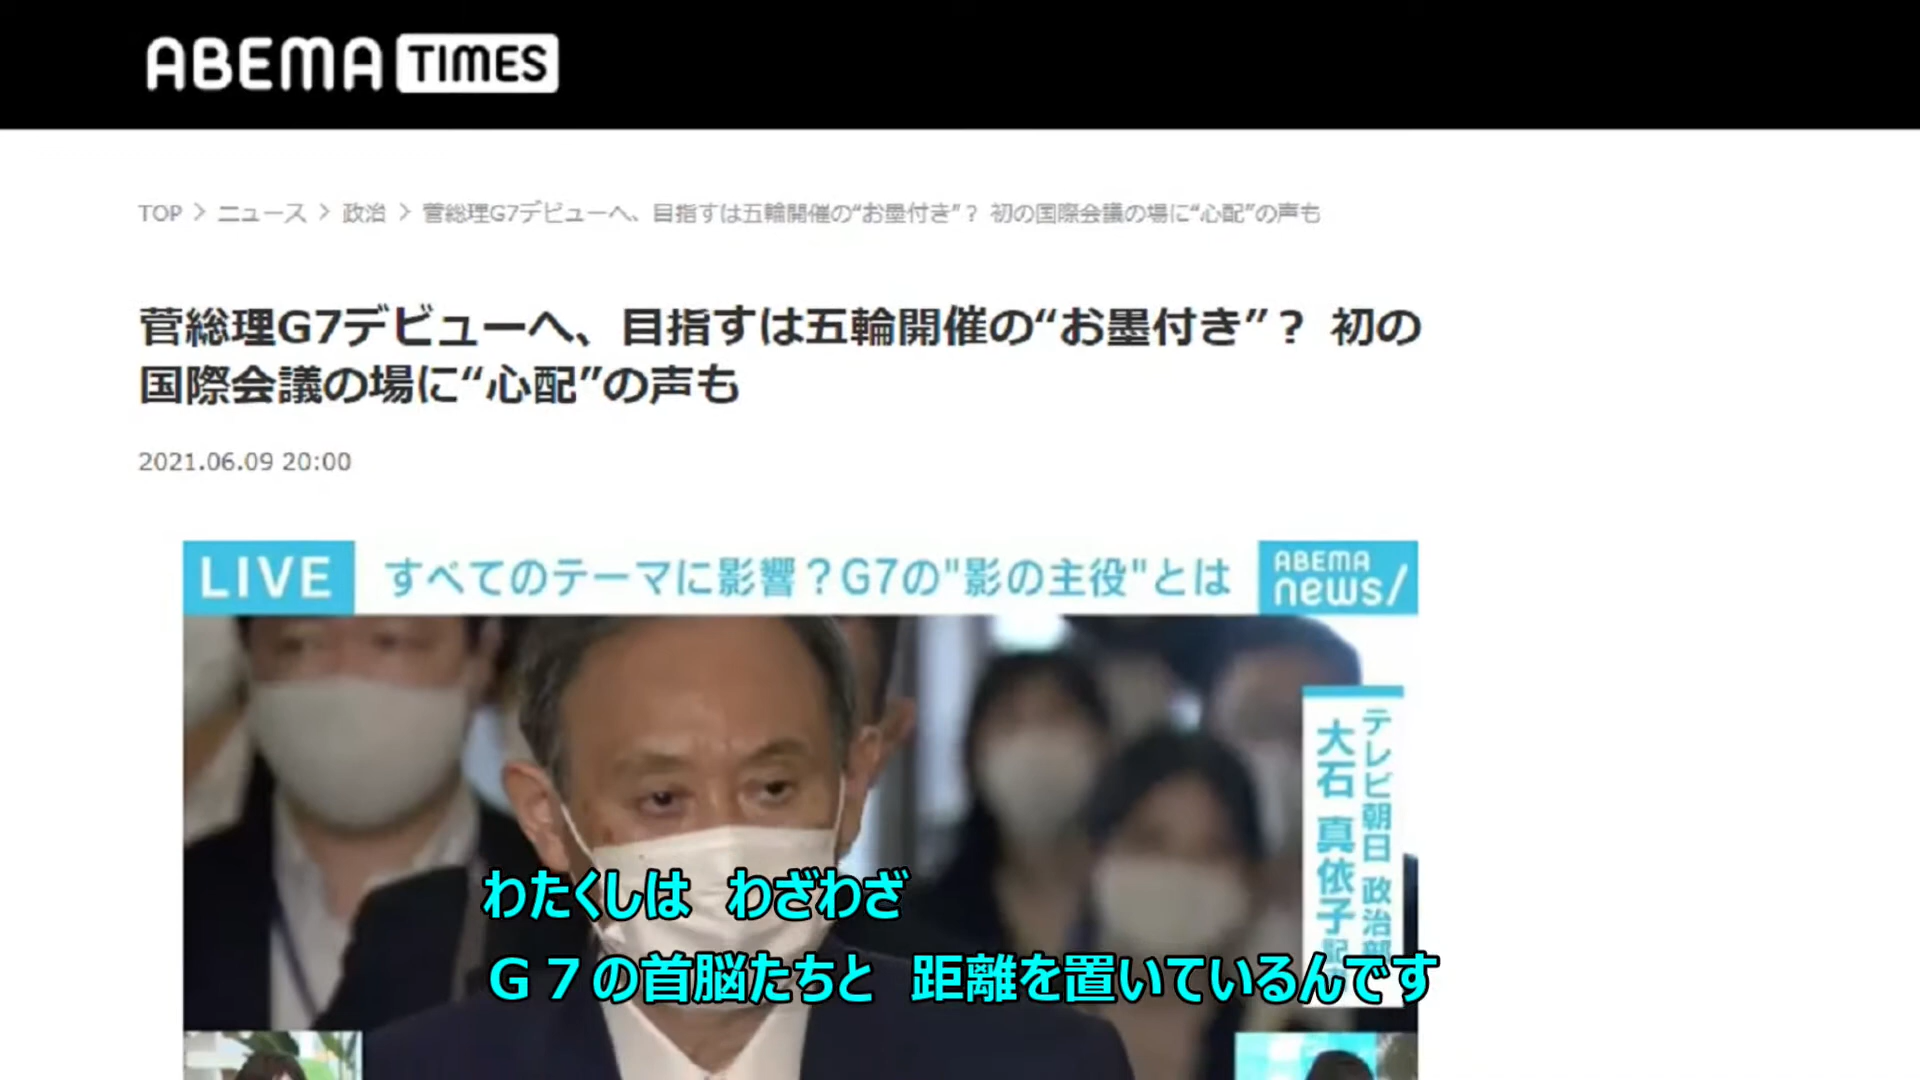 ABEMA TIMES
TOP > ニュース > 政治 > 菅総理G7デビューへ、目指すは五輪開催の“お墨付き”？ 初の国際会議の場に“心配”の声も
菅総理G7デビューへ、目指すは五輪開催の“お墨付き”？ 初の
国際会議の場に“心配”の声も
2021.06.09 20:00
LIVE
すべてのテーマに影響？G7の"影の主役"とは
ABEMA
news/
テレビ朝日 政治部
大石 真依子
わたくしは わざわざ
G７の首脳たちと 距離を置いているんです